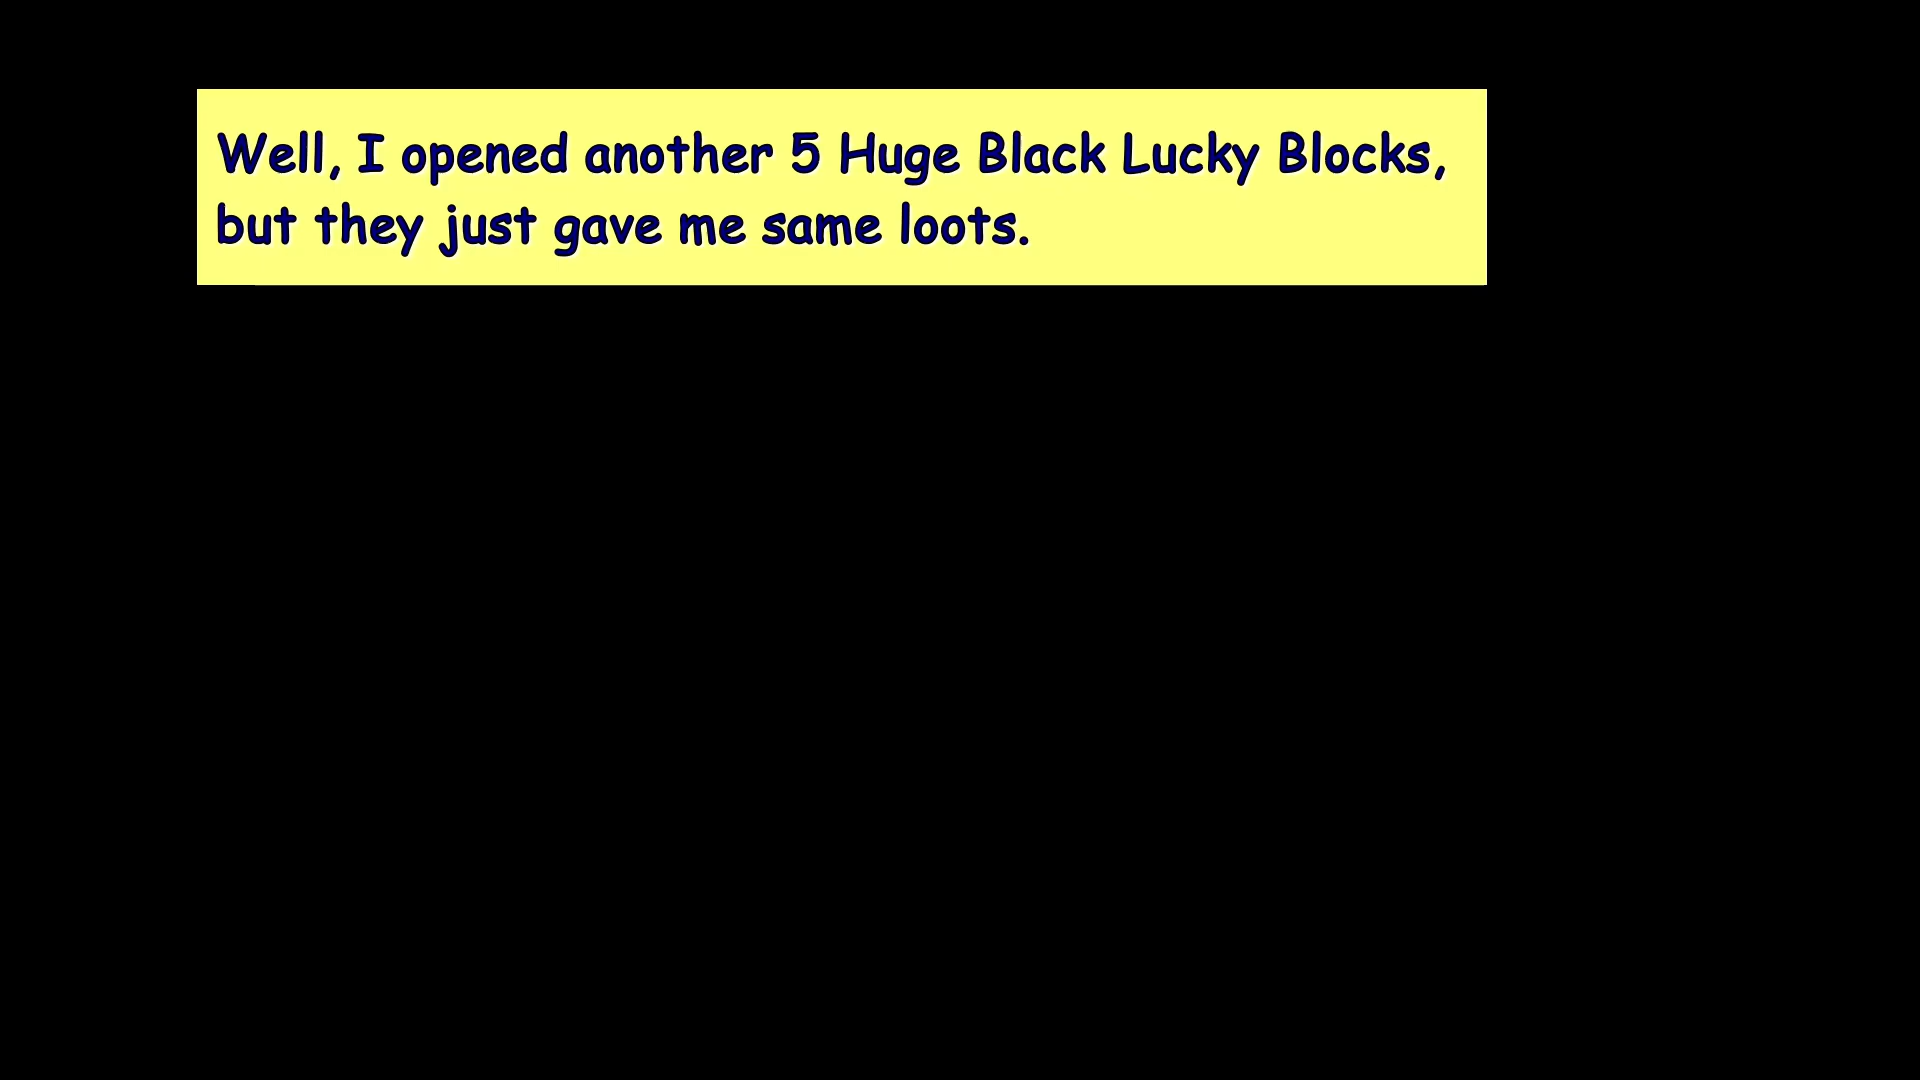 Well, I opened another 5 Huge Black Lucky Blocks,
but they just gave me same loots.